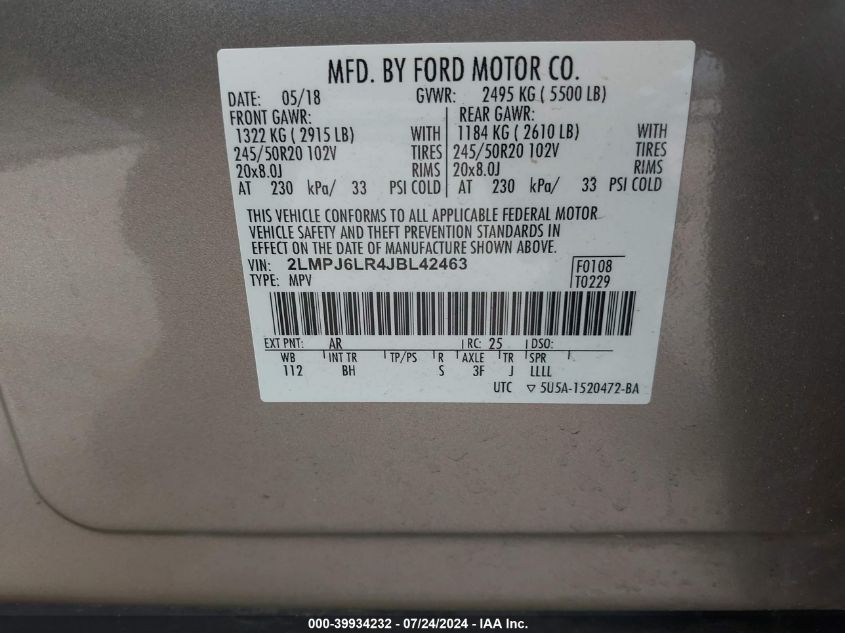 MFD. BY FORD MOTOR CO.
DATE: 05/18 GVWR: 2495 KG ( 5500 LB)
FRONT GAWR: REAR GAWR:
1322 KG ( 2915 LB) WITH 1184 KG ( 2610 LB) WITH
245/50R20 102V TIRES 245/50R20 102V TIRES
20x8.0J RIMS 20x8.0J RIMS
AT 230 kPa/ 33 PSI COLD AT 230 kPa/ 33 PSI COLD
THIS VEHICLE CONFORMS TO ALL APPLICABLE FEDERAL MOTOR
VEHICLE SAFETY AND THEFT PREVENTION STANDARDS IN
EFFECT ON THE DATE OF MANUFACTURE SHOWN ABOVE.
VIN: 2LMPJ6LR4JBL42463 F0108
TYPE: MPV T0229
EXT PNT: AR RC: 25 DSO:
WB INT TR TP/PS R AXLE TR SPR
112 BH S 3F J LLLL
UTC ▽ 5U5A-1520472-BA
000-39934232 - 07/24/2024 - IAA Inc.